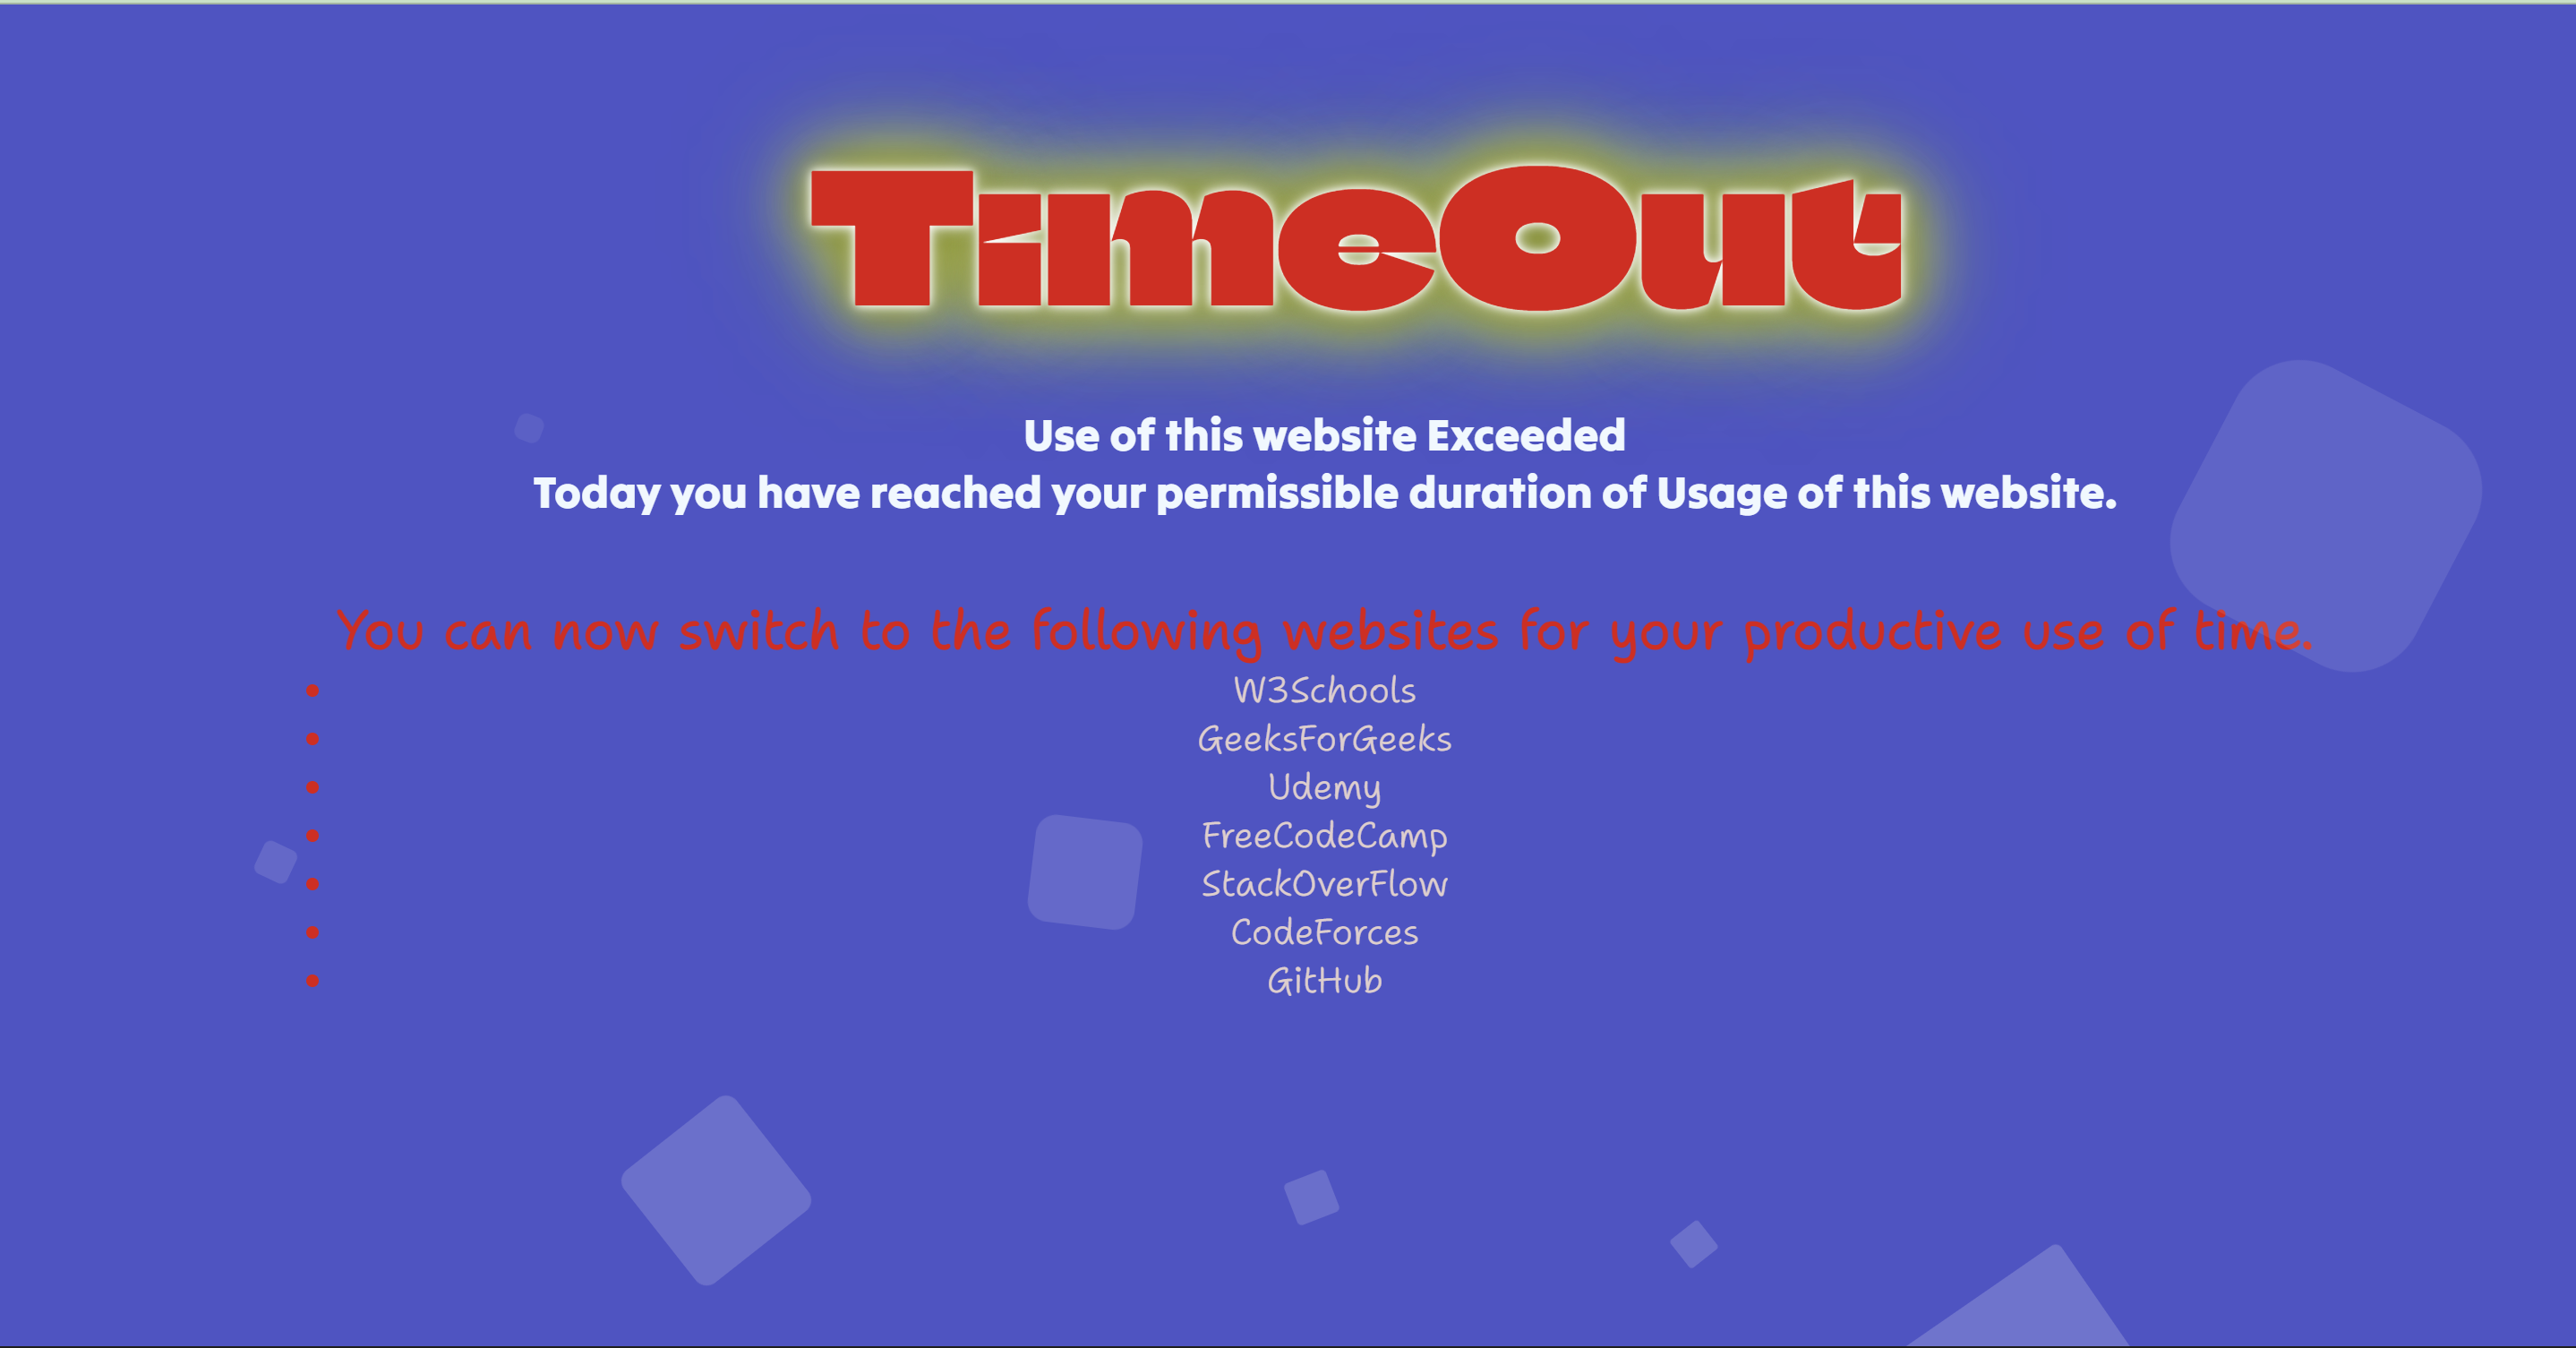 TimeOut
Use of this website Exceeded
Today you have reached your permissible duration of Usage of this website.
You can now switch to the following websites for your productive use of time.
W3Schools
GeeksForGeeks
Udemy
FreeCodeCamp
StackOverFlow
CodeForces
GitHub